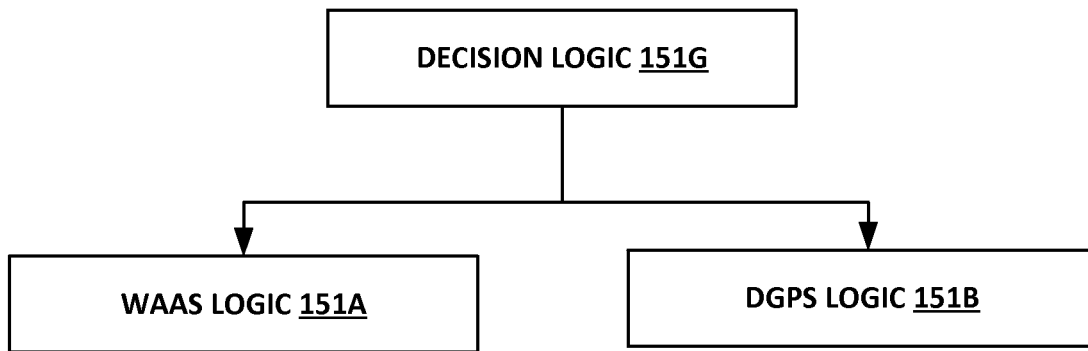 DECISION LOGIC 151G
WAAS LOGIC 151A
DGPS LOGIC 151B